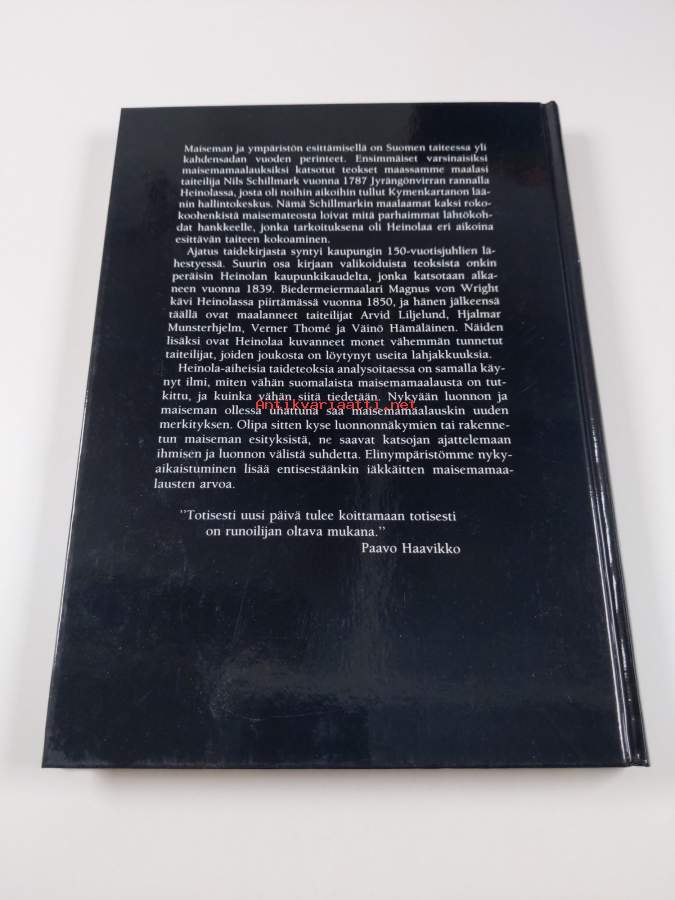 Maiseman ja ympäristön esittämisellä on Suomen taiteessa yli
kahdensadan vuoden perinteet. Ensimmäiset varsinaisiksi
maisemamaalauksiksi katsotut teokset maassamme maalasi
taiteilija Nils Schillmark vuonna 1787 Jyrängönvirran rannalla
Heinolassa, josta oli noihin aikoihin tullut Kymenkartanon lää-
nin hallintokeskus. Nämä Schillmarkin maalaamat kaksi roko-
koohenkistä maisemateosta loivat mitä parhaimmat lähtökoh-
dat hankkeelle, jonka tarkoituksena oli Heinolaa eri aikoina
esittävän taiteen kokoaminen.
Ajatus taidekirjasta syntyi kaupungin 150-vuotisjuhlien lä-
hestyessä. Suurin osa kirjaan valikoiduista teoksista onkin
peräisin Heinolan kaupunkikaudelta, jonka katsotaan alka-
neen vuonna 1839. Biedermeiermaalari Magnus von Wright
kävi Heinolassa piirtämässä vuonna 1850, ja hänen jälkeensä
täällä ovat maalanneet taiteilijat Arvid Liljelund, Hjalmar
Munsterhjelm, Verner Thomé ja Väinö Hämäläinen. Näiden
lisäksi ovat Heinolaa kuvanneet monet vähemmän tunnetut
taiteilijat, joiden joukosta on löytynyt useita lahjakkuuksia.
Heinola-aiheisia taideteoksia analysoitaessa on samalla käy-
nyt ilmi, miten vähän suomalaista maisemamaalausta on tut-
kittu, ja kuinka vähän siitä tiedetään. Nykyään luonnon ja
Antikvariaatti.net
maiseman ollessa uhattuna saa maisemamaalauskin uuden
merkityksen. Olipa sitten kyse luonnonnäkymien tai rakenne-
tun maiseman esityksistä, ne saavat katsojan ajattelemaan
ihmisen ja luonnon välistä suhdetta. Elinympäristömme nyky-
aikaistuminen lisää entisestäänkin iäkkäitten maisemamaa-
lausten arvoa.
"Totisesti uusi päivä tulee koittamaan totisesti
on runoilijan oltava mukana."
Paavo Haavikko